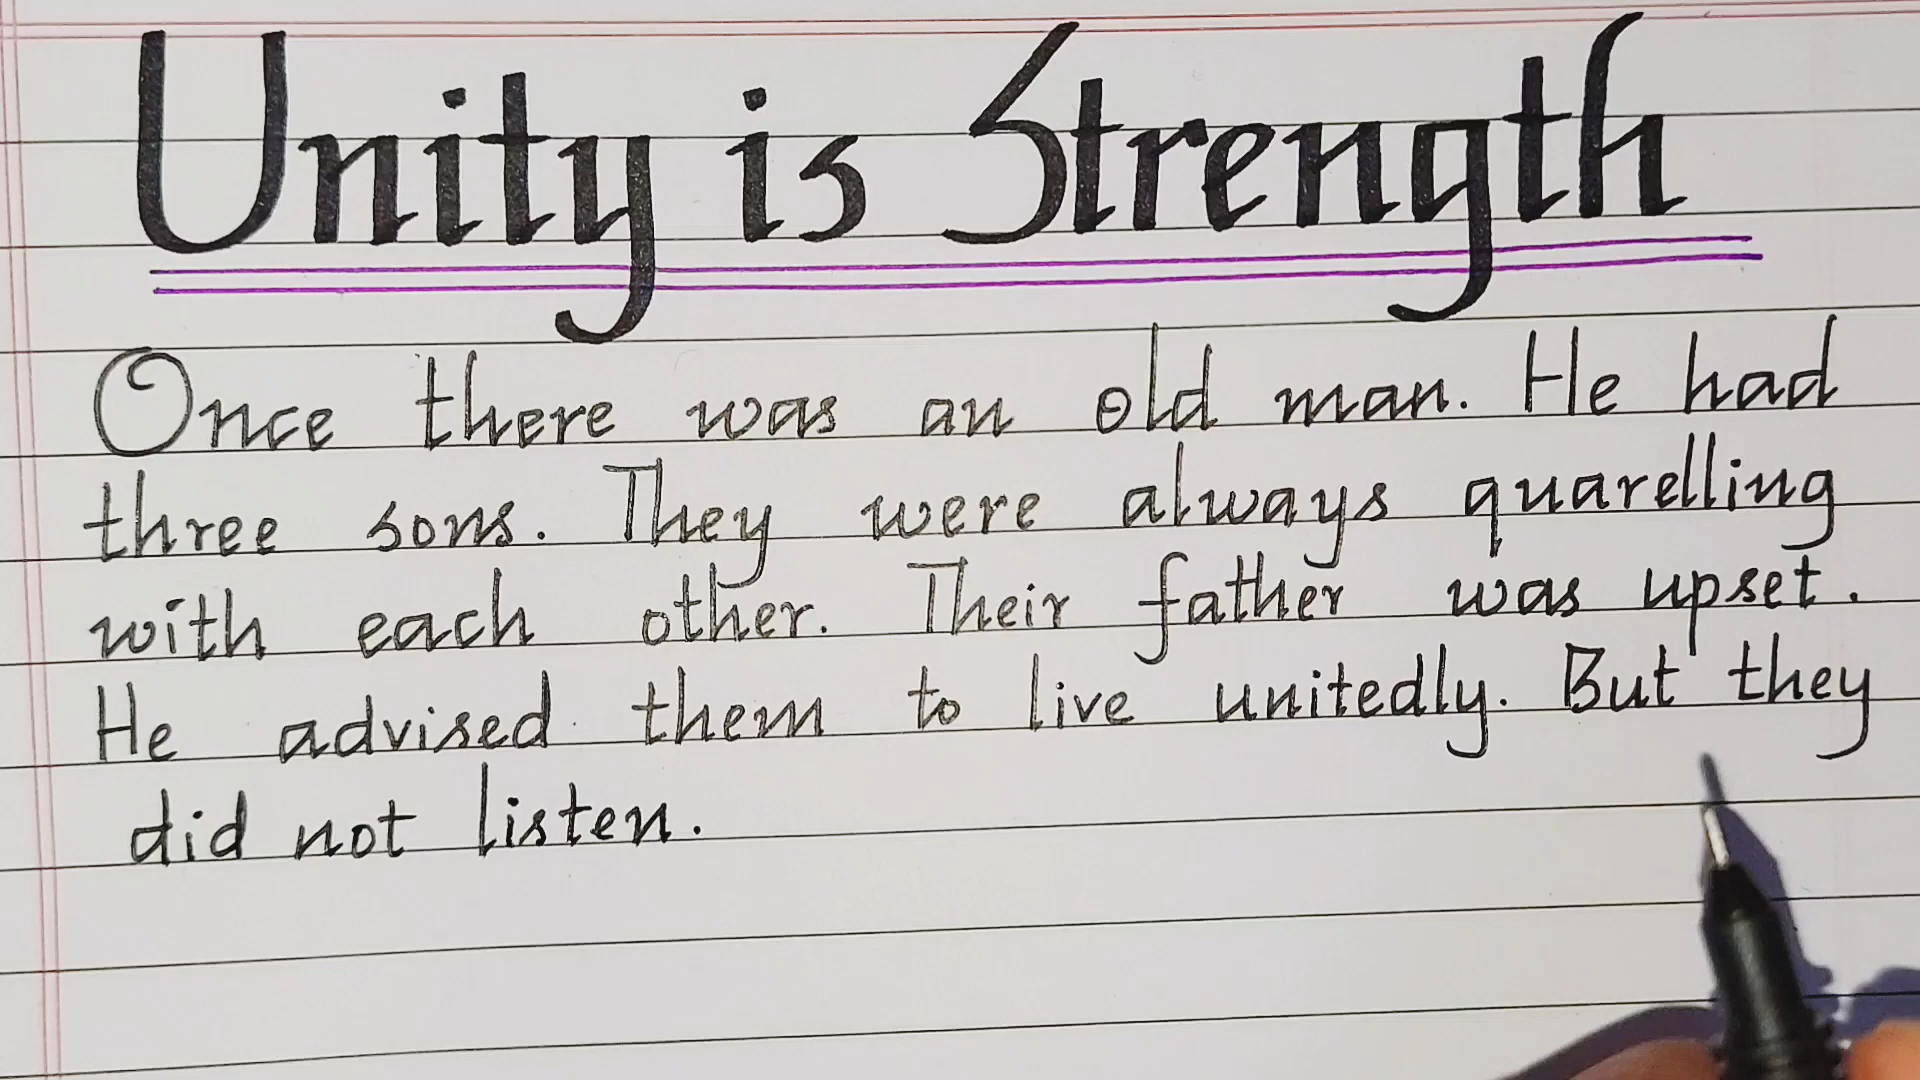 Unity is Strength
Once there was an old man. He had
three sons. They were always quarelling
with each other. Their father was upset.
He advised them to live unitedly. But they
did not listen.